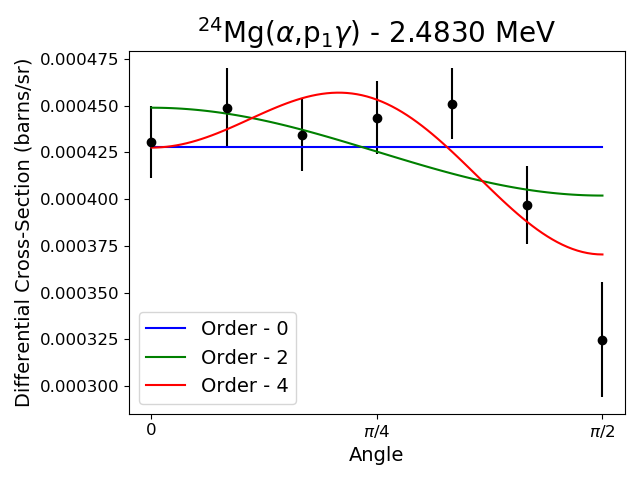 ²⁴Mg(α,p₁γ) - 2.4830 MeV
Differential Cross-Section (barns/sr)
0.000475
0.000450
0.000425
0.000400
0.000375
0.000350
0.000325
0.000300
Order - 0
Order - 2
Order - 4
0 π/4 π/2
Angle